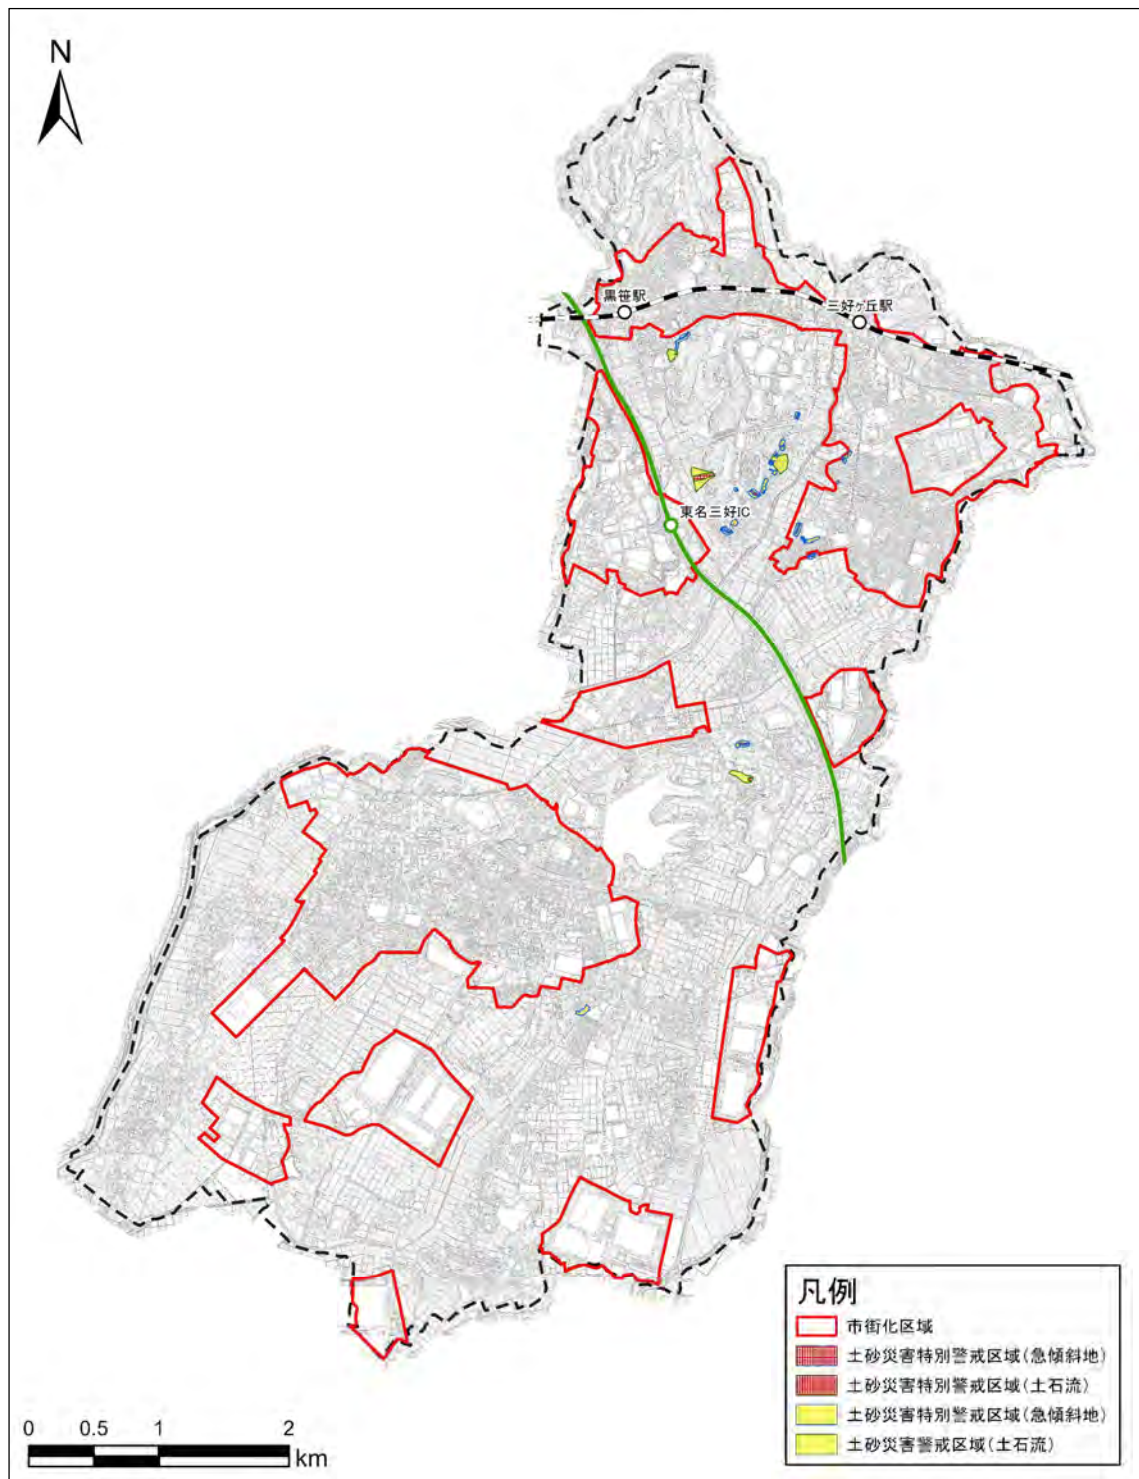 N
黒笹駅
三好ヶ丘駅
東名三好IC
凡例
市街化区域
土砂災害特別警戒区域(急傾斜地)
土砂災害特別警戒区域(土石流)
土砂災害特別警戒区域(急傾斜地)
土砂災害警戒区域(土石流)
0 0.5 1 2
km